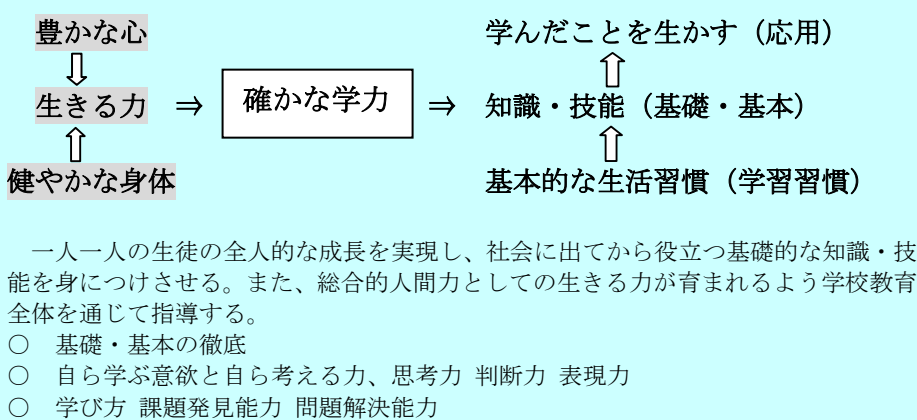 豊かな心 学んだことを生かす（応用）
⇩ ⇧
生きる力 ⇒ 確かな学力 ⇒ 知識・技能（基礎・基本）
⇧ ⇧
健やかな身体 基本的な生活習慣（学習習慣）
一人一人の生徒の全人的な成長を実現し、社会に出てから役立つ基礎的な知識・技
能を身につけさせる。また、総合的人間力としての生きる力が育まれるよう学校教育
全体を通じて指導する。
○　基礎・基本の徹底
○　自ら学ぶ意欲と自ら考える力、思考力 判断力 表現力
○　学び方 課題発見能力 問題解決能力